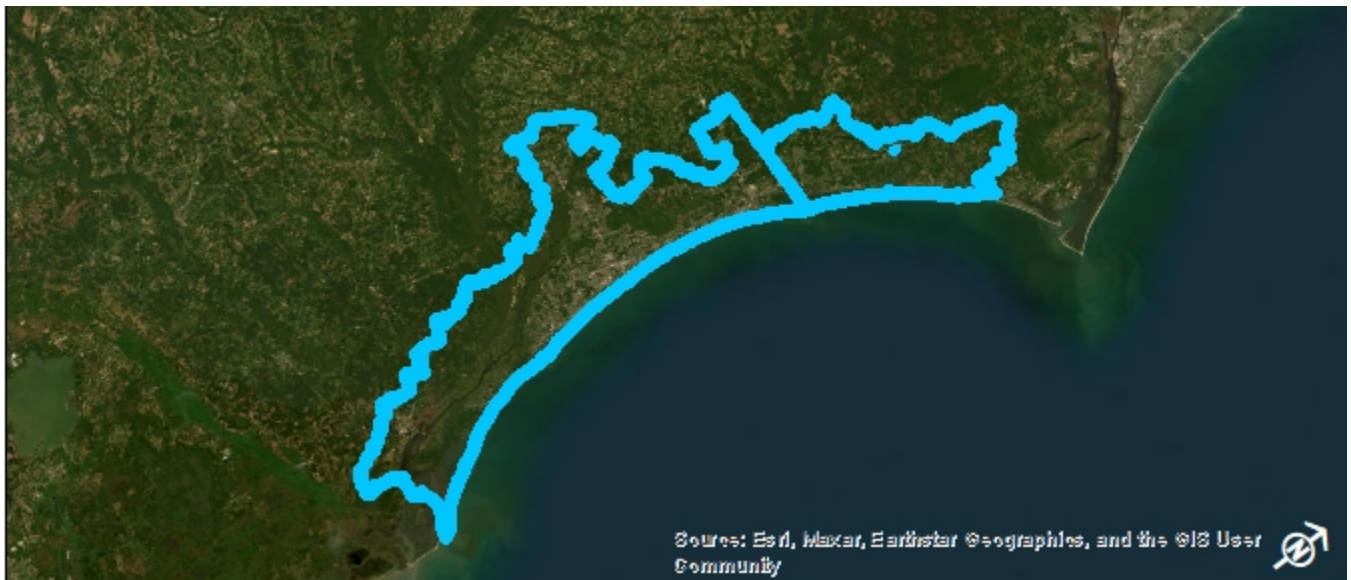 Source: Esri, Maxar, Earthstar Geographics, and the GIS User
Community
N